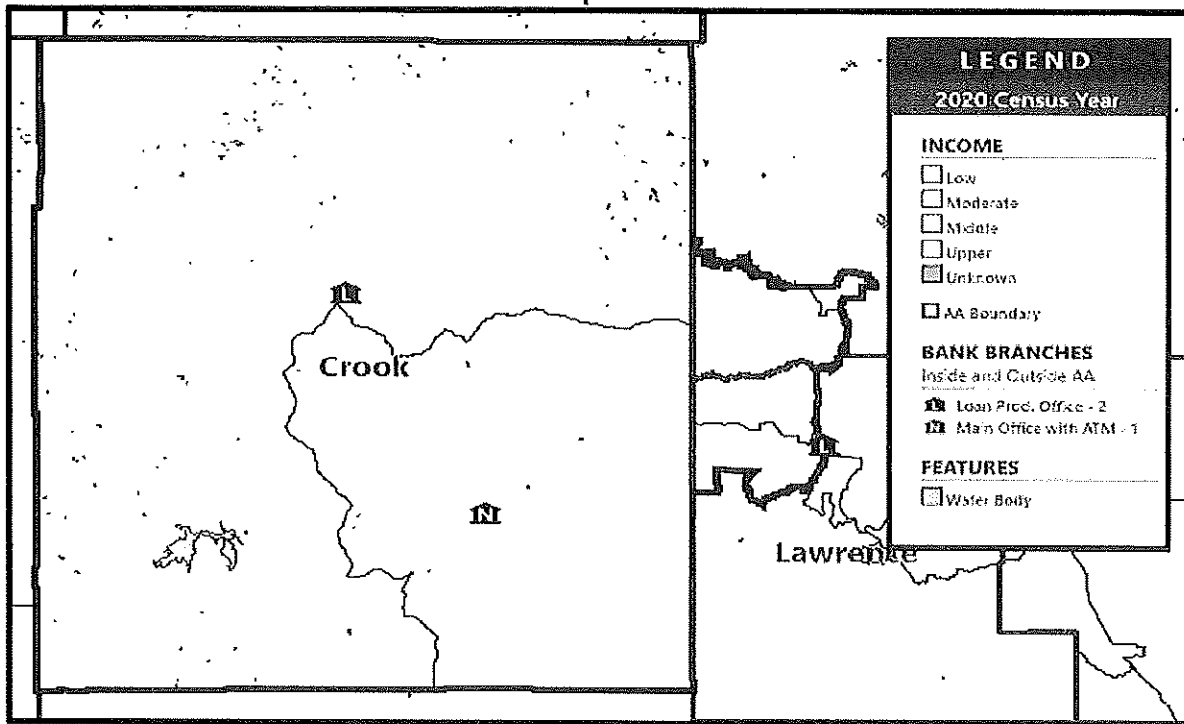 Crook
Lawrence
LEGEND
2020 Census Year
INCOME
Low
Moderate
Middle
Upper
Unknown
AA Boundary
BANK BRANCHES
Inside and Outside AA
L Loan Prod. Office - 2
N Main Office with ATM - 1
FEATURES
Water Body
L
N
L